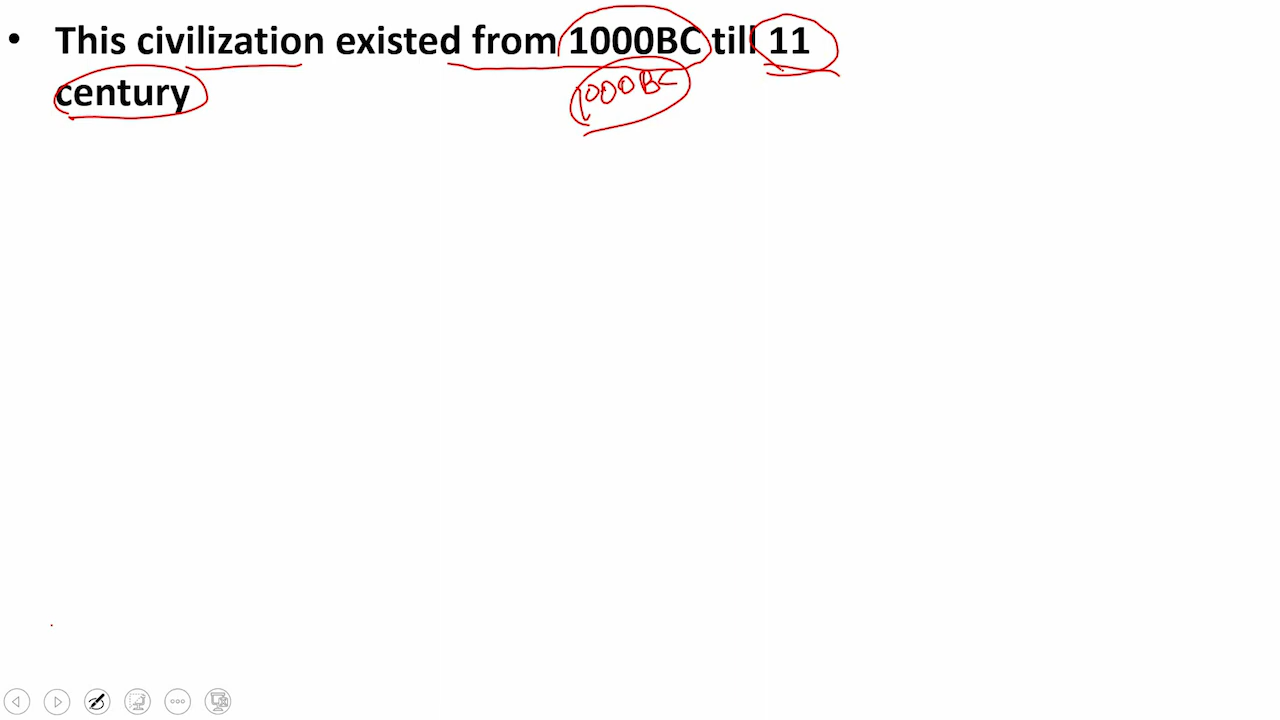 • This civilization existed from 1000BC till 11
century
1000BC